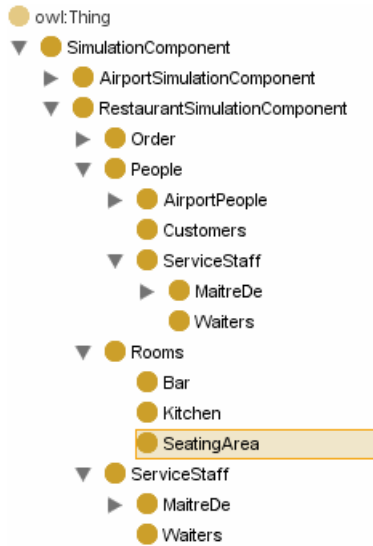 owl:Thing
SimulationComponent
AirportSimulationComponent
RestaurantSimulationComponent
Order
People
AirportPeople
Customers
ServiceStaff
MaitreDe
Waiters
Rooms
Bar
Kitchen
SeatingArea
ServiceStaff
MaitreDe
Waiters